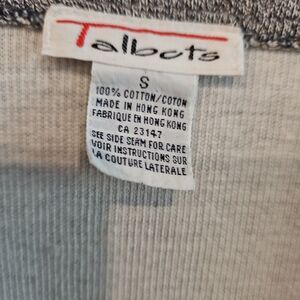 Talbots
S
100% COTTON/COTON
MADE IN HONG KONG
FABRIQUE EN HONG KONG
CA 23147
SEE SIDE SEAM FOR CARE
VOIR INSTRUCTIONS SUR
LA COUTURE LATERALE